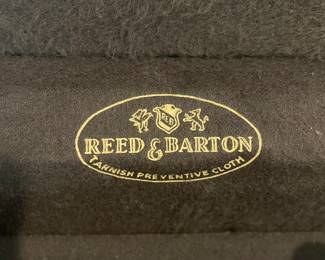 R&B
REED & BARTON
TARNISH PREVENTIVE CLOTH